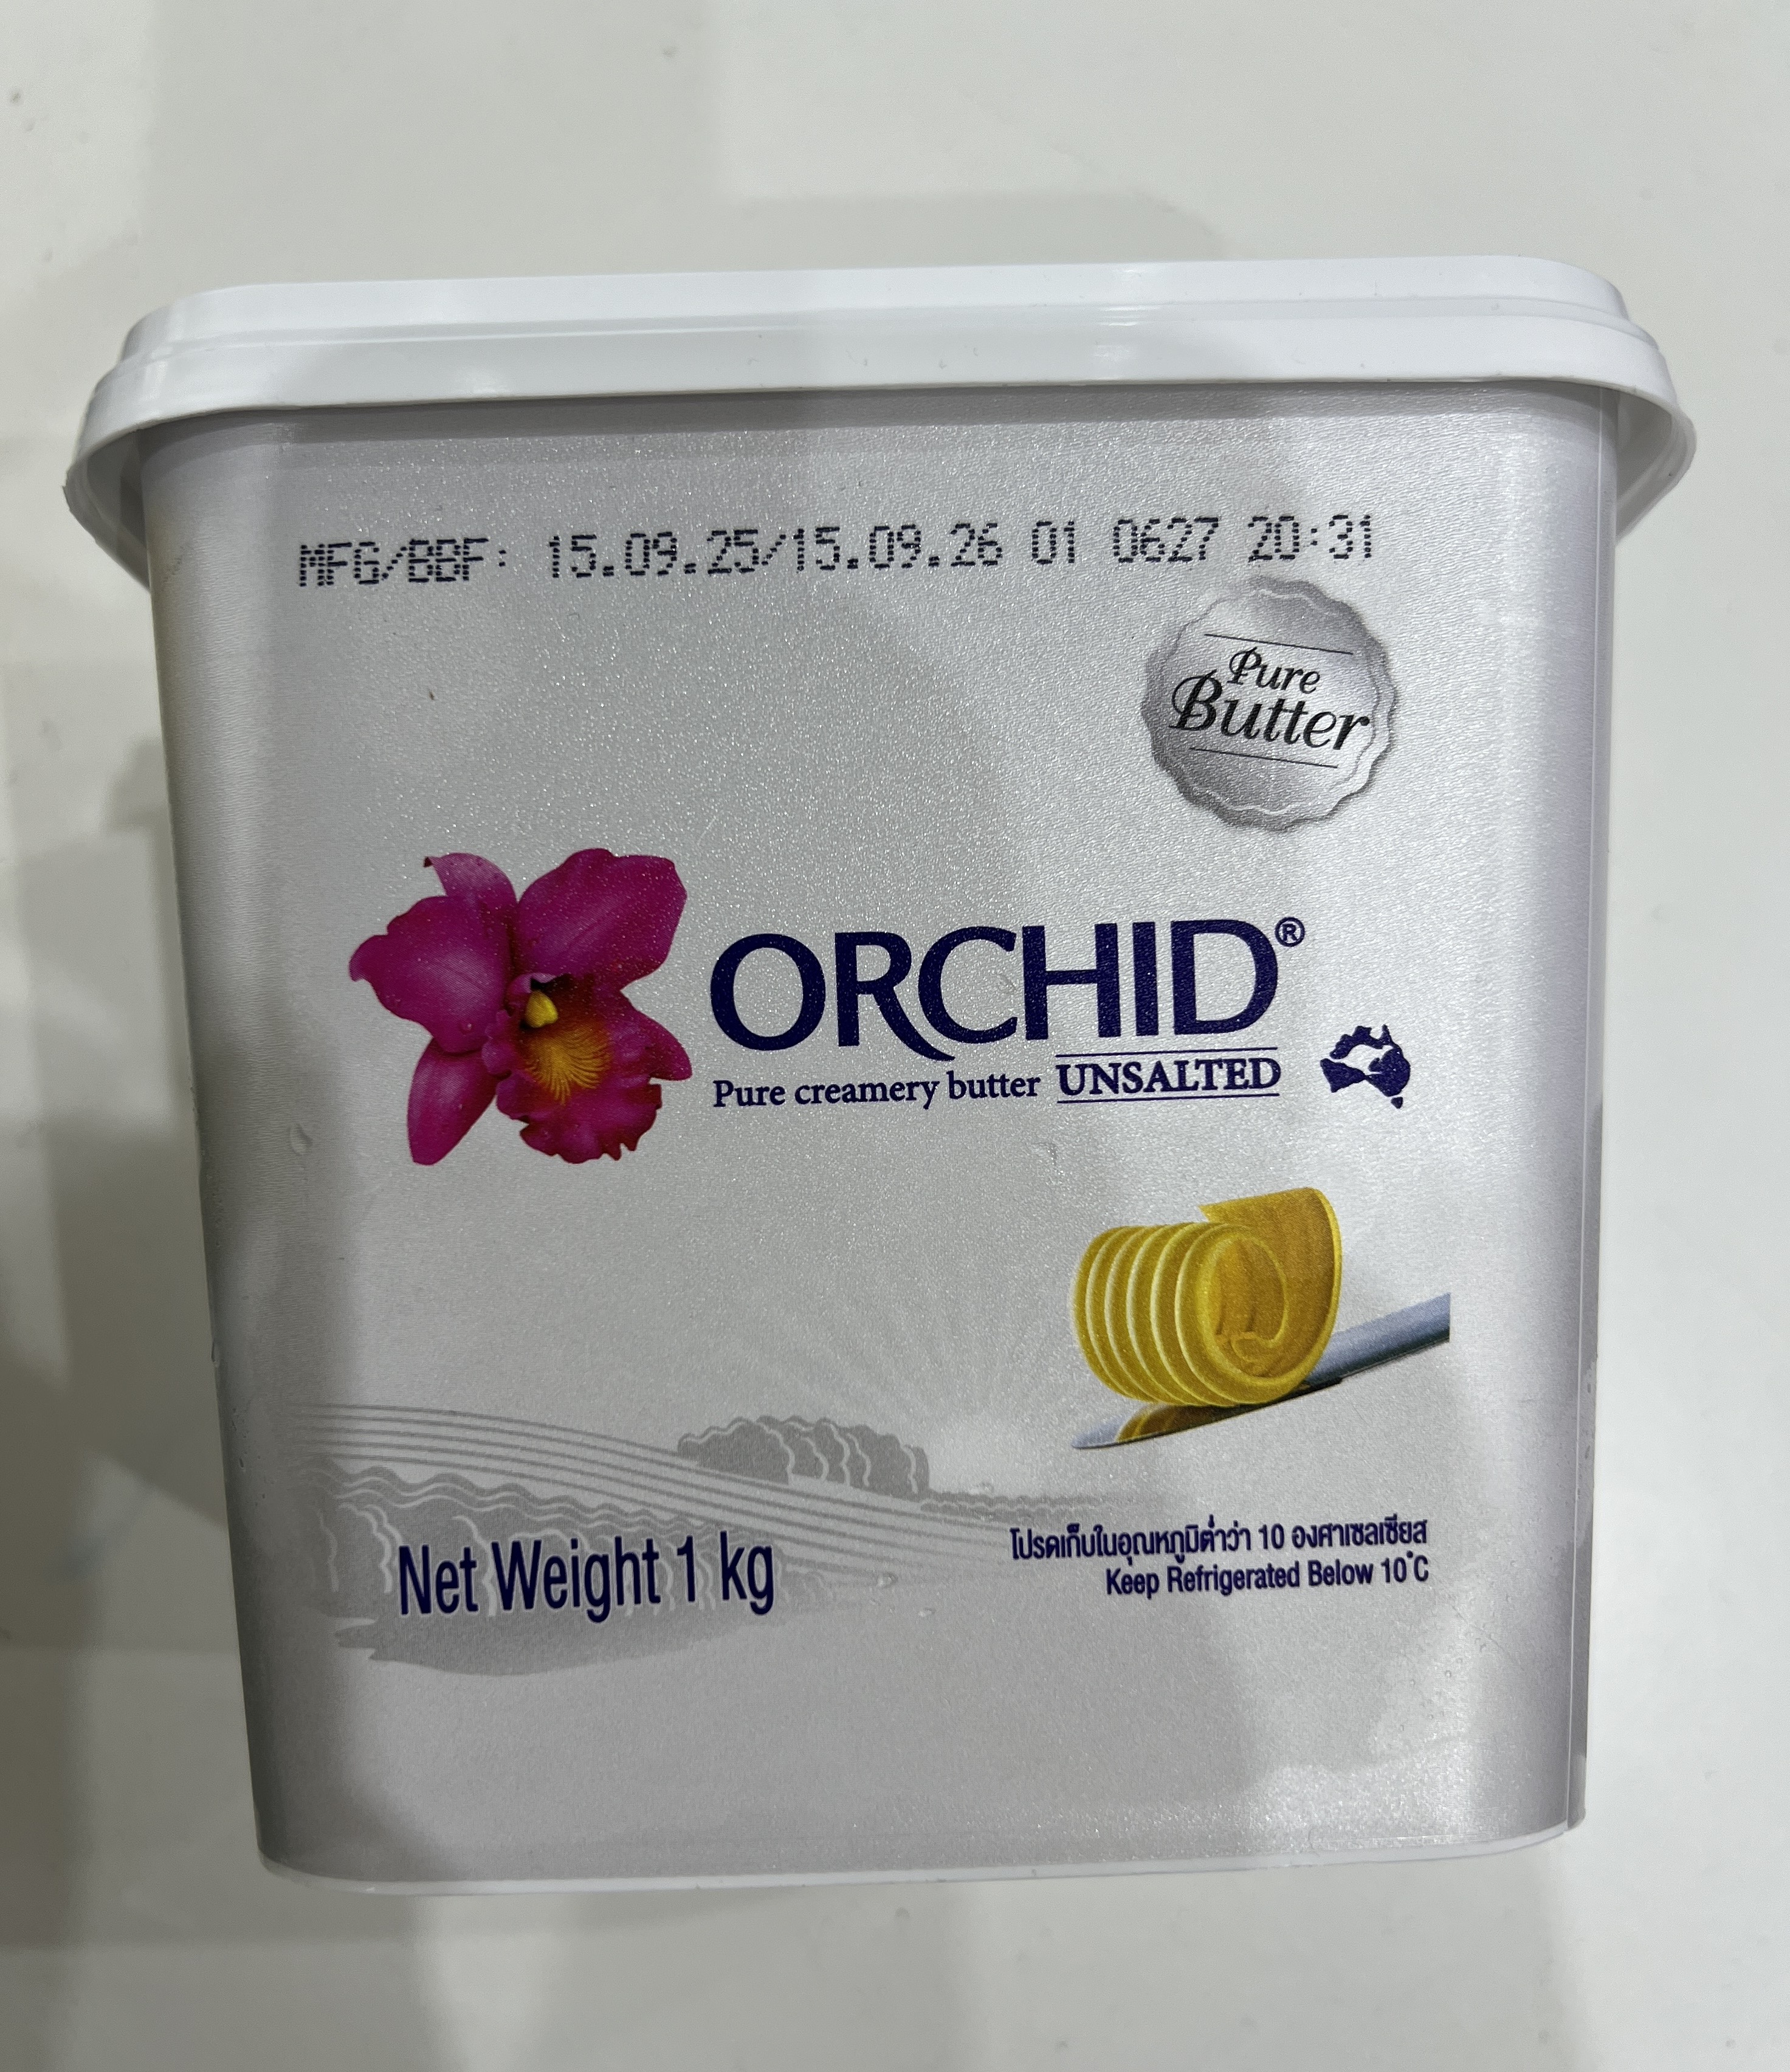 MFG/BBF: 15.09.25/15.09.26 01 0627 20:31
Pure
Butter
ORCHID®
Pure creamery butter UNSALTED
Net Weight 1 kg
โปรดเก็บในอุณหภูมิต่ำว่า 10 องศาเซลเซียส
Keep Refrigerated Below 10°C